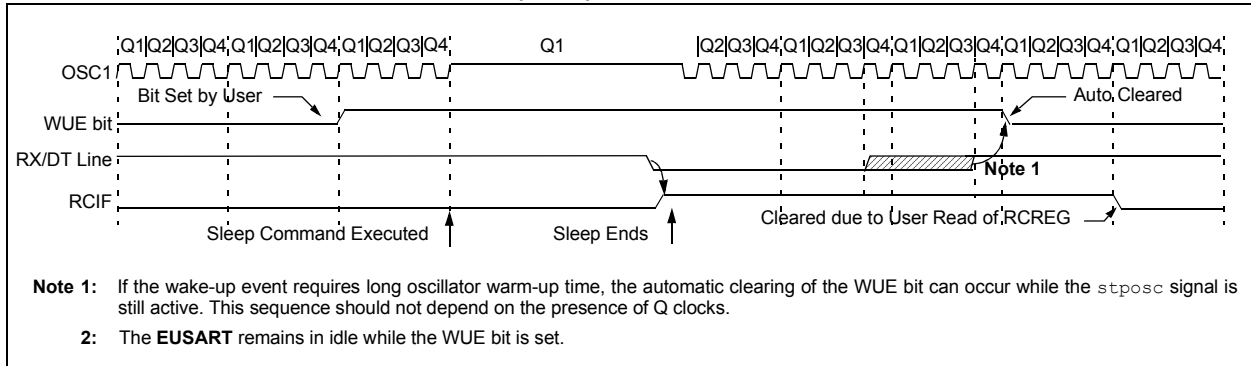 Q1 Q2 Q3 Q4 Q1 Q2 Q3 Q4 Q1 Q2 Q3 Q4 Q1 Q2 Q3 Q4 Q1 Q2 Q3 Q4 Q1 Q2 Q3 Q4 Q1 Q2 Q3 Q4 Q1 Q2 Q3 Q4
OSC1
Bit Set by User
Auto Cleared
WUE bit
RX/DT Line
Note 1
RCIF
Cleared due to User Read of RCREG
Sleep Command Executed
Sleep Ends
Note 1: If the wake-up event requires long oscillator warm-up time, the automatic clearing of the WUE bit can occur while the stposc signal is
still active. This sequence should not depend on the presence of Q clocks.
2: The EUSART remains in idle while the WUE bit is set.